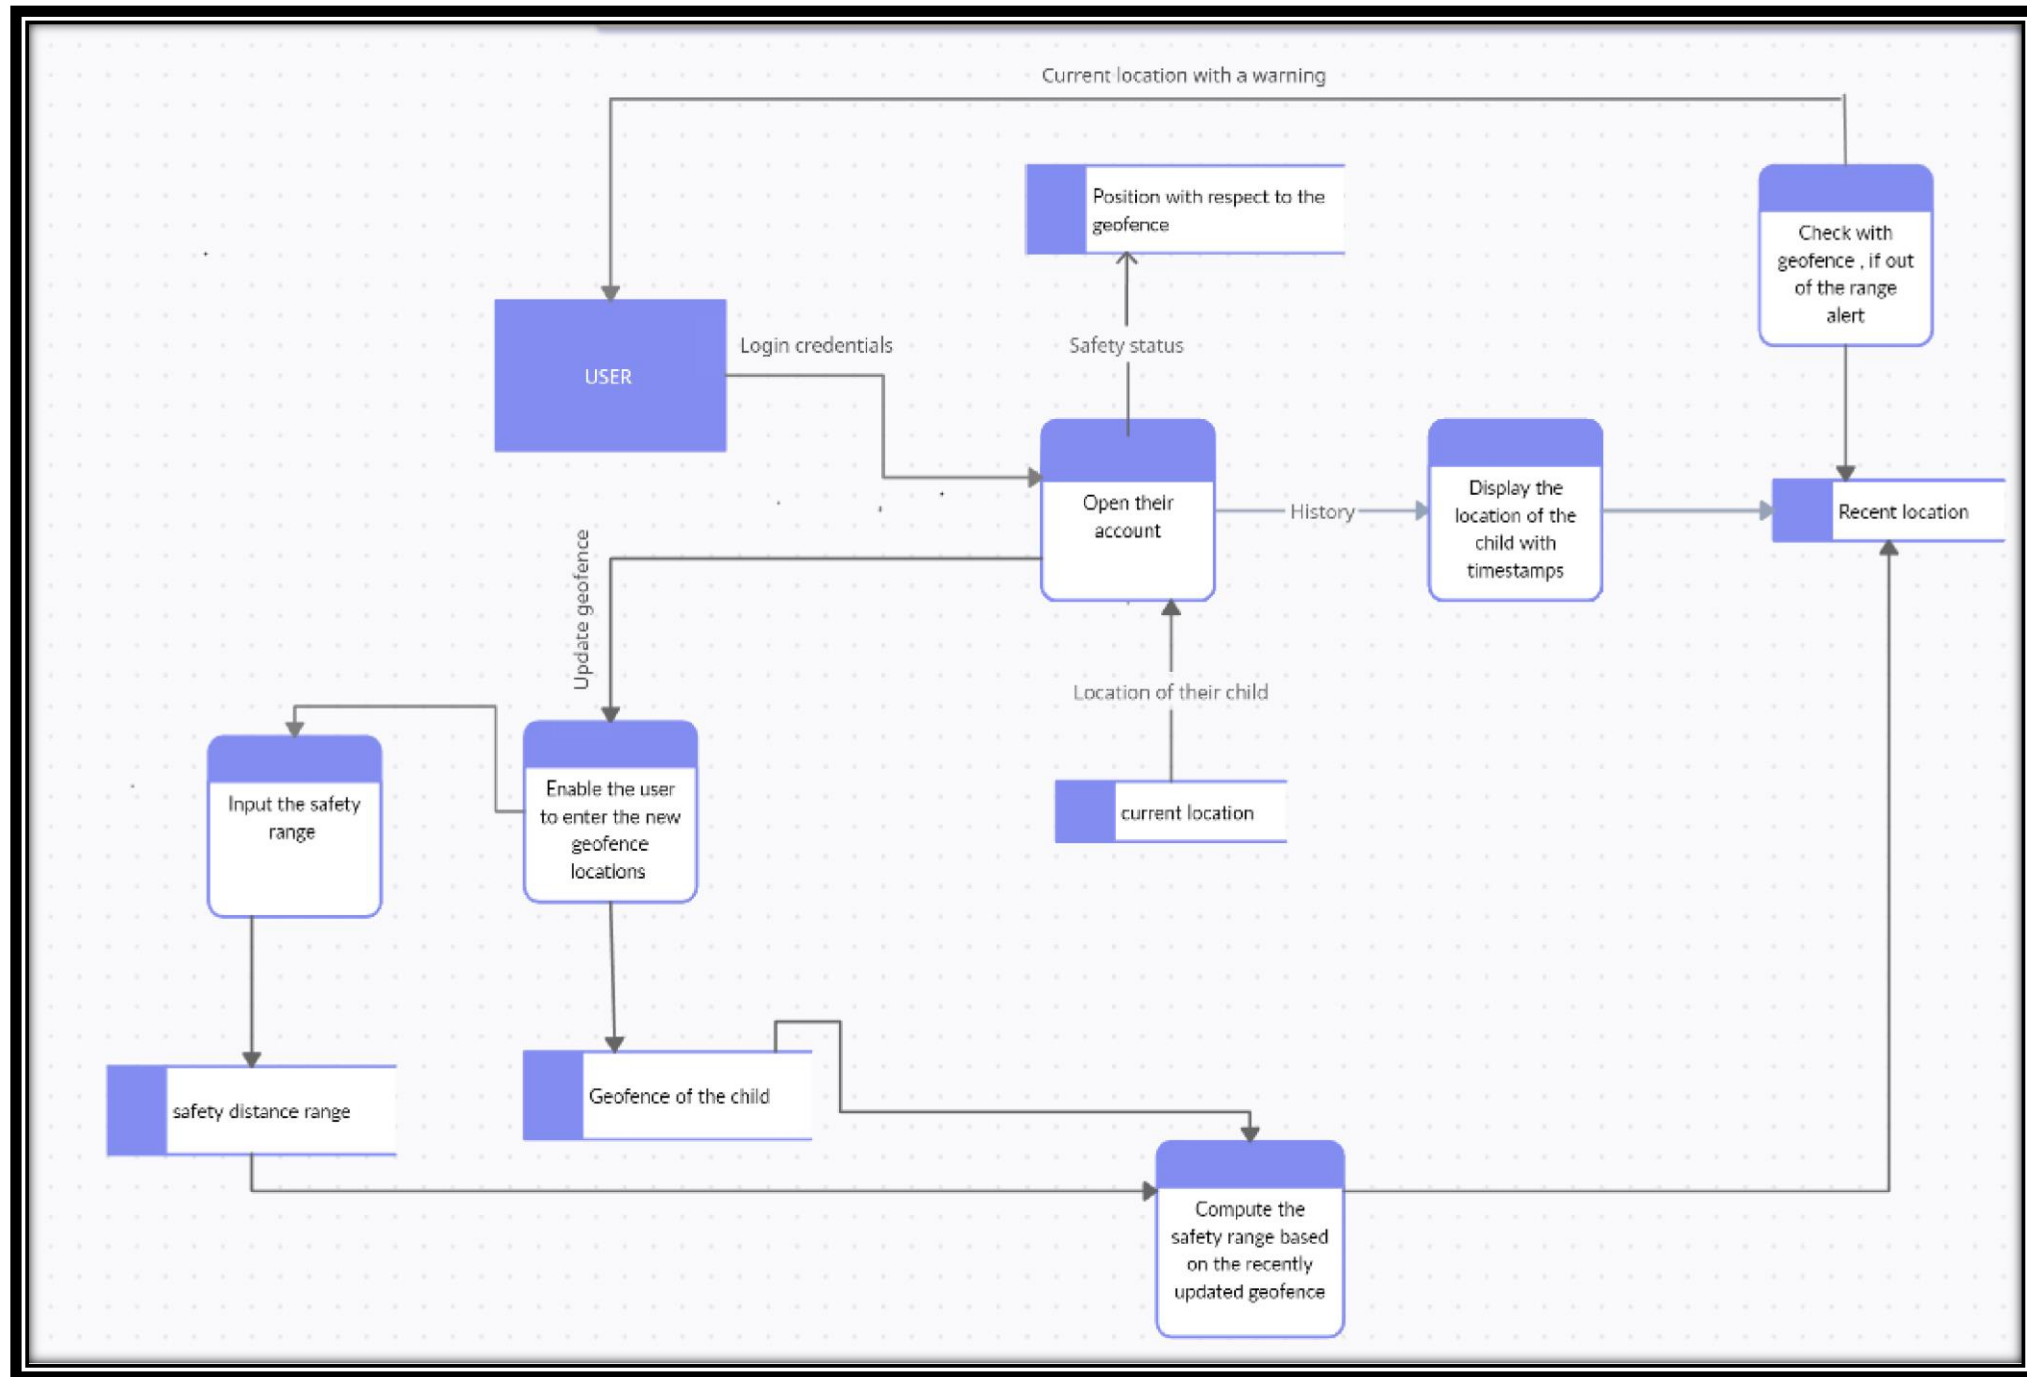 Current location with a warning
Position with respect to the
geofence
Check with
geofence , if out
of the range
alert
Login credentials
Safety status
USER
Open their
account
History
Display the
location of the
child with
timestamps
Recent location
Update geofence
Location of their child
Input the safety
range
Enable the user
to enter the new
geofence
locations
current location
safety distance range
Geofence of the child
Compute the
safety range based
on the recently
updated geofence